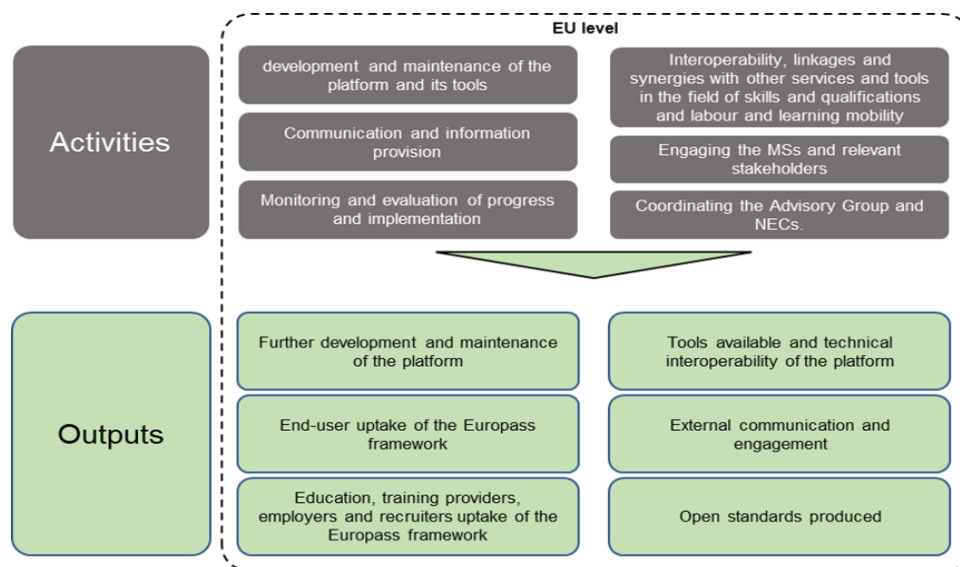 EU level
Activities
development and maintenance of the
platform and its tools
Communication and information
provision
Monitoring and evaluation of progress
and implementation
Interoperability, linkages and
synergies with other services and tools
in the field of skills and qualifications
and labour and learning mobility
Engaging the MSs and relevant
stakeholders
Coordinating the Advisory Group and
NECs.
Outputs
Further development and maintenance
of the platform
End-user uptake of the Europass
framework
Education, training providers,
employers and recruiters uptake of the
Europass framework
Tools available and technical
interoperability of the platform
External communication and
engagement
Open standards produced